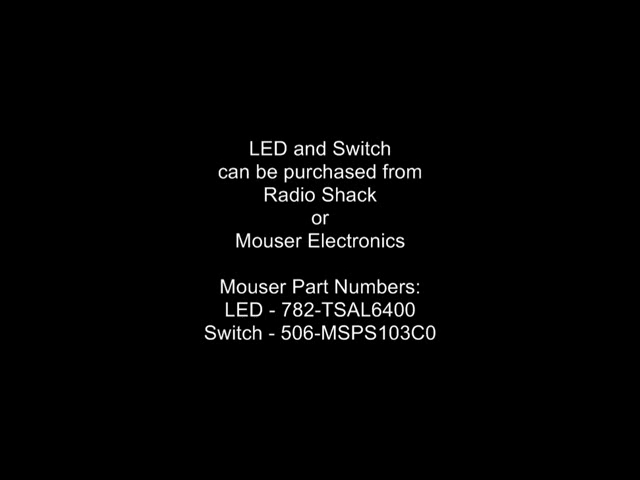 LED and Switch
can be purchased from
Radio Shack
or
Mouser Electronics
Mouser Part Numbers:
LED - 782-TSAL6400
Switch - 506-MSPS103C0